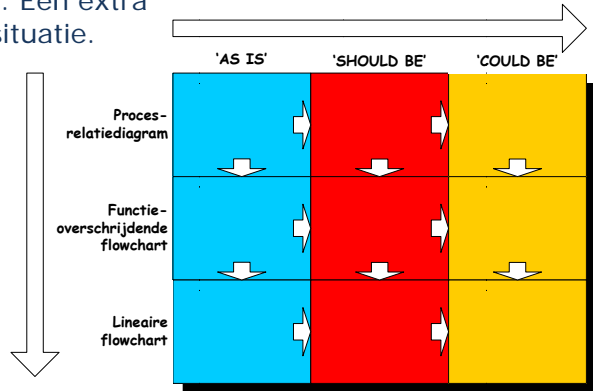 . Een extra
situatie.
'AS IS' 'SHOULD BE' 'COULD BE'
Proces-
relatiediagram
Functie-
overschrijdende
flowchart
Lineaire
flowchart